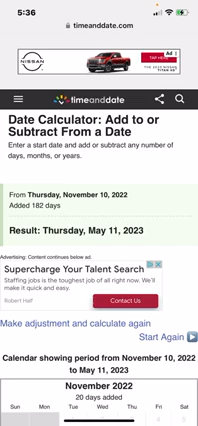 5:36
timeanddate.com
Ad
NISSAN
timeanddate
Date Calculator: Add to or
Subtract From a Date
Enter a start date and add or subtract any number of
days, months, or years.
From Thursday, November 10, 2022
Added 182 days
Result: Thursday, May 11, 2023
Advertising: Content continues below ad.
Supercharge Your Talent Search
Staffing jobs is the toughest job of all right now. We'll
make it quick and easy.
Robert Half
Contact Us
Make adjustment and calculate again
Start Again
Calendar showing period from November 10, 2022
to May 11, 2023
November 2022
20 days added
Sun Mon Tue Wed Thu Fri Sat
4 5